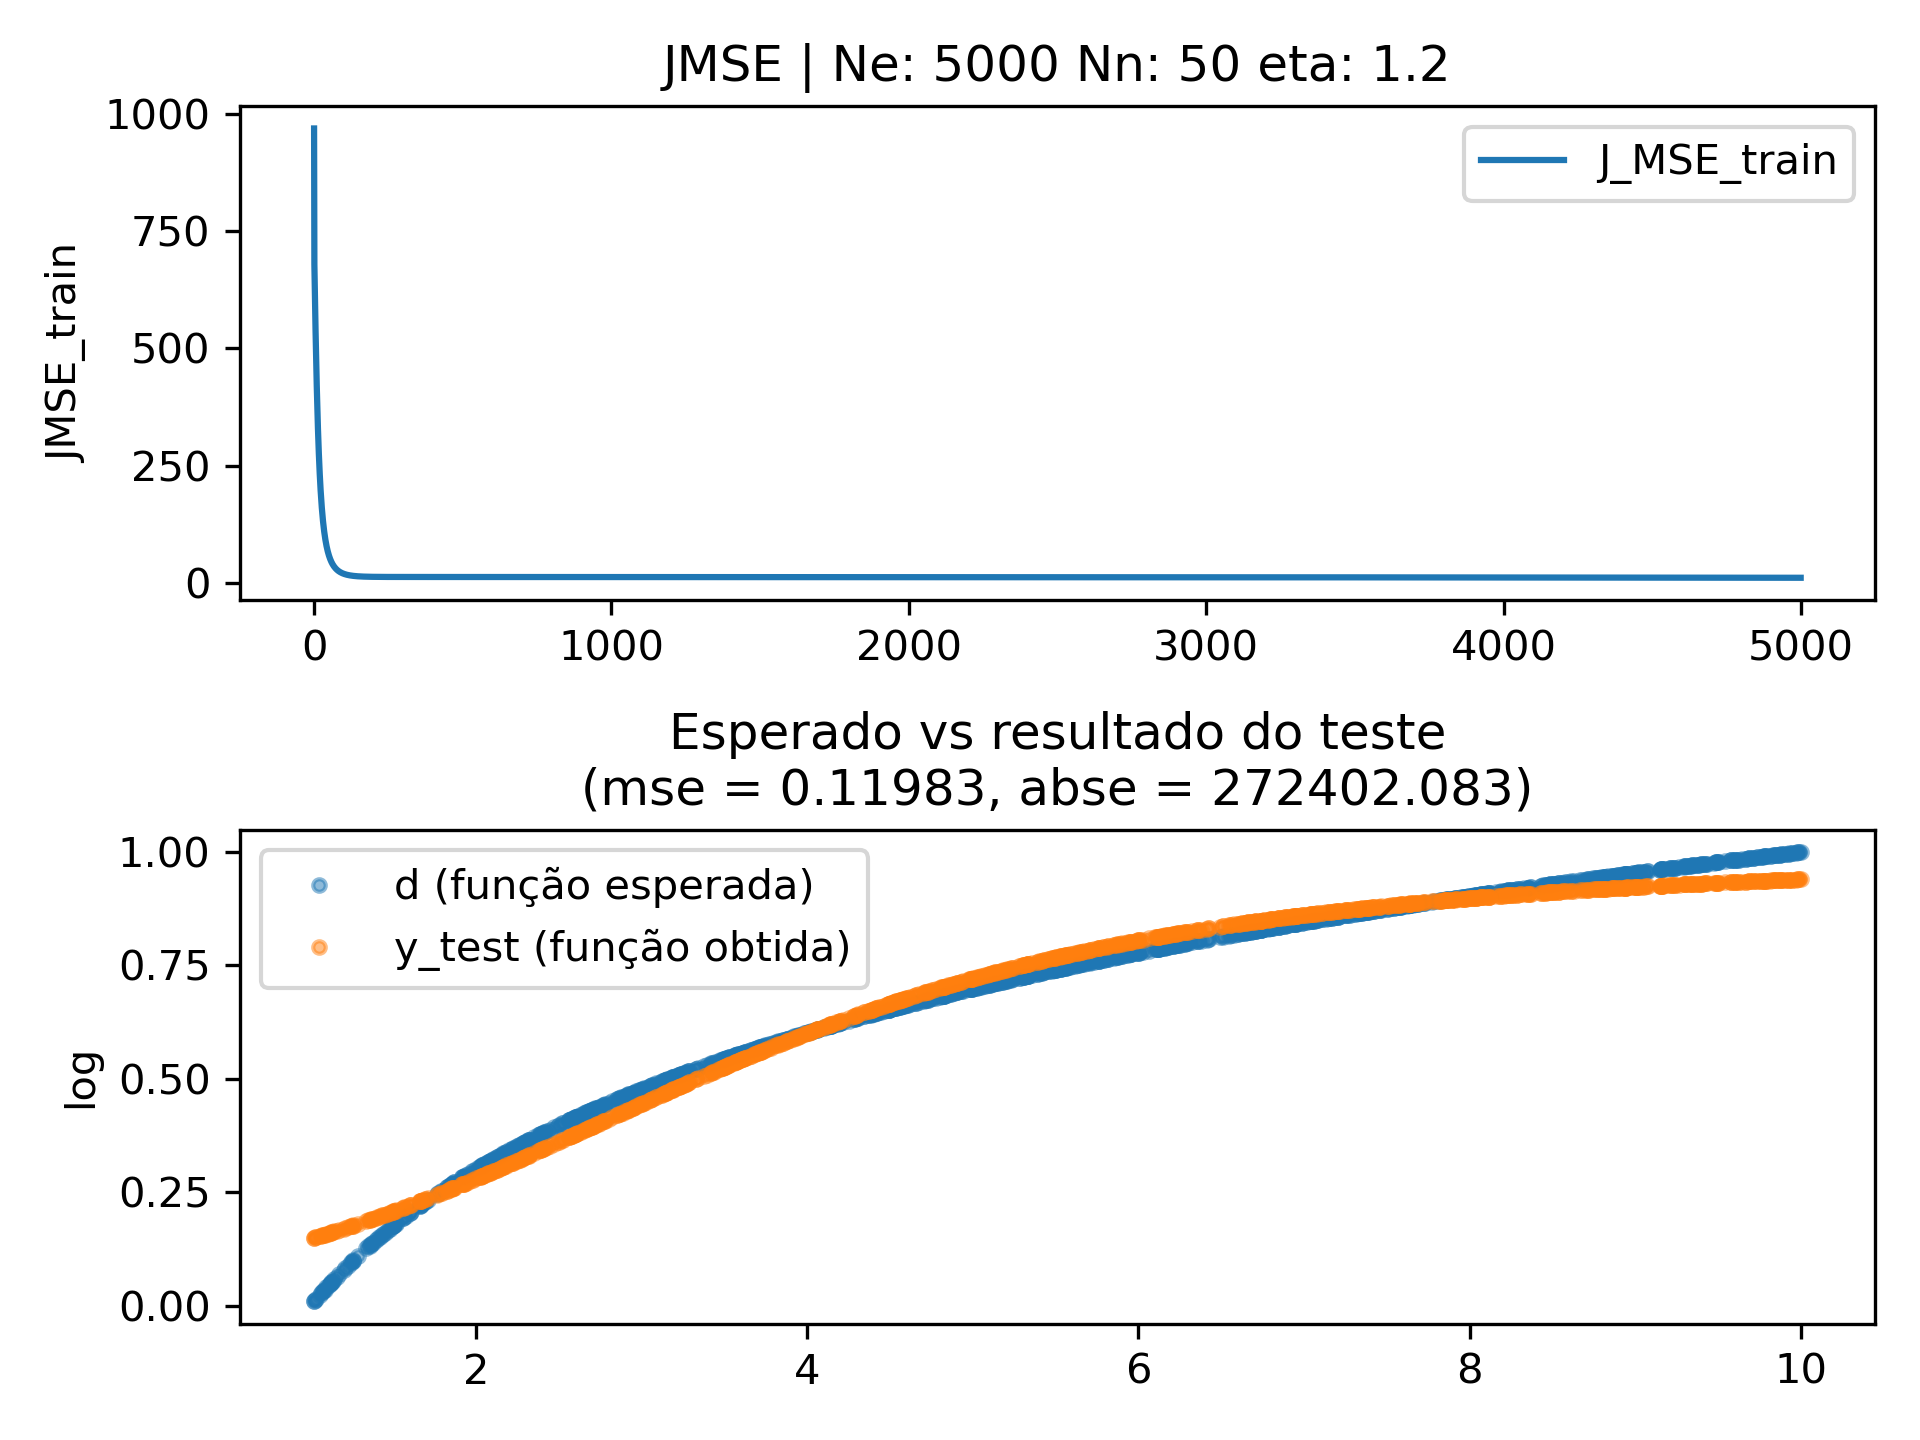 JMSE | Ne: 5000 Nn: 50 eta: 1.2
1000
750
500
250
0
JMSE_train
J_MSE_train
0 1000 2000 3000 4000 5000
Esperado vs resultado do teste
(mse = 0.11983, abse = 272402.083)
1.00
0.75
0.50
0.25
0.00
log
d (função esperada)
y_test (função obtida)
2 4 6 8 10